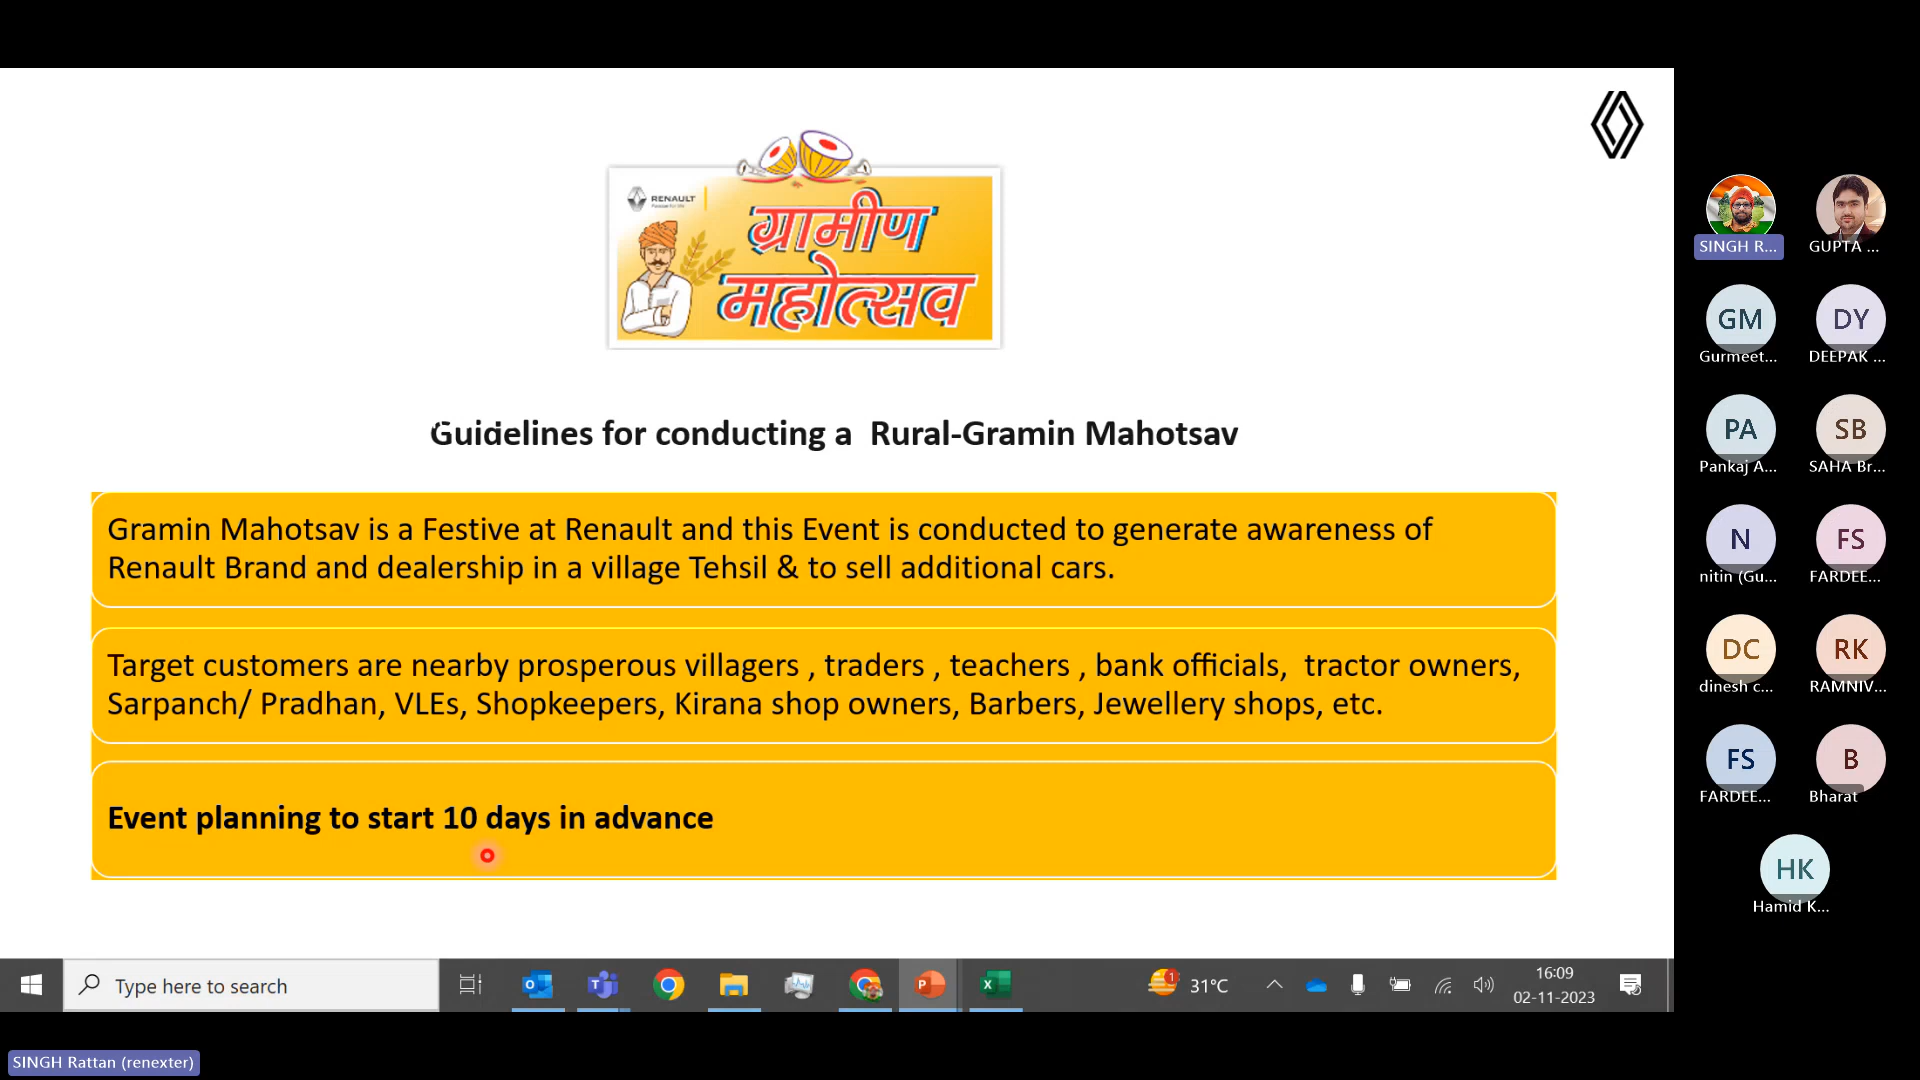 RENAULT
ग्रामीण
महोत्सव
Guidelines for conducting a  Rural-Gramin Mahotsav
Gramin Mahotsav is a Festive at Renault and this Event is conducted to generate awareness of
Renault Brand and dealership in a village Tehsil & to sell additional cars.
Target customers are nearby prosperous villagers , traders , teachers , bank officials,  tractor owners,
Sarpanch/ Pradhan, VLEs, Shopkeepers, Kirana shop owners, Barbers, Jewellery shops, etc.
Event planning to start 10 days in advance
SINGH R...
GUPTA ...
GM
Gurmeet...
DY
DEEPAK ...
PA
Pankaj A...
SB
SAHA Br...
N
nitin (Gu...
FS
FARDEE...
DC
dinesh c...
RK
RAMNIV...
FS
FARDEE...
B
Bharat
HK
Hamid K...
Type here to search
1
31°C
16:09
02-11-2023
SINGH Rattan (renexter)